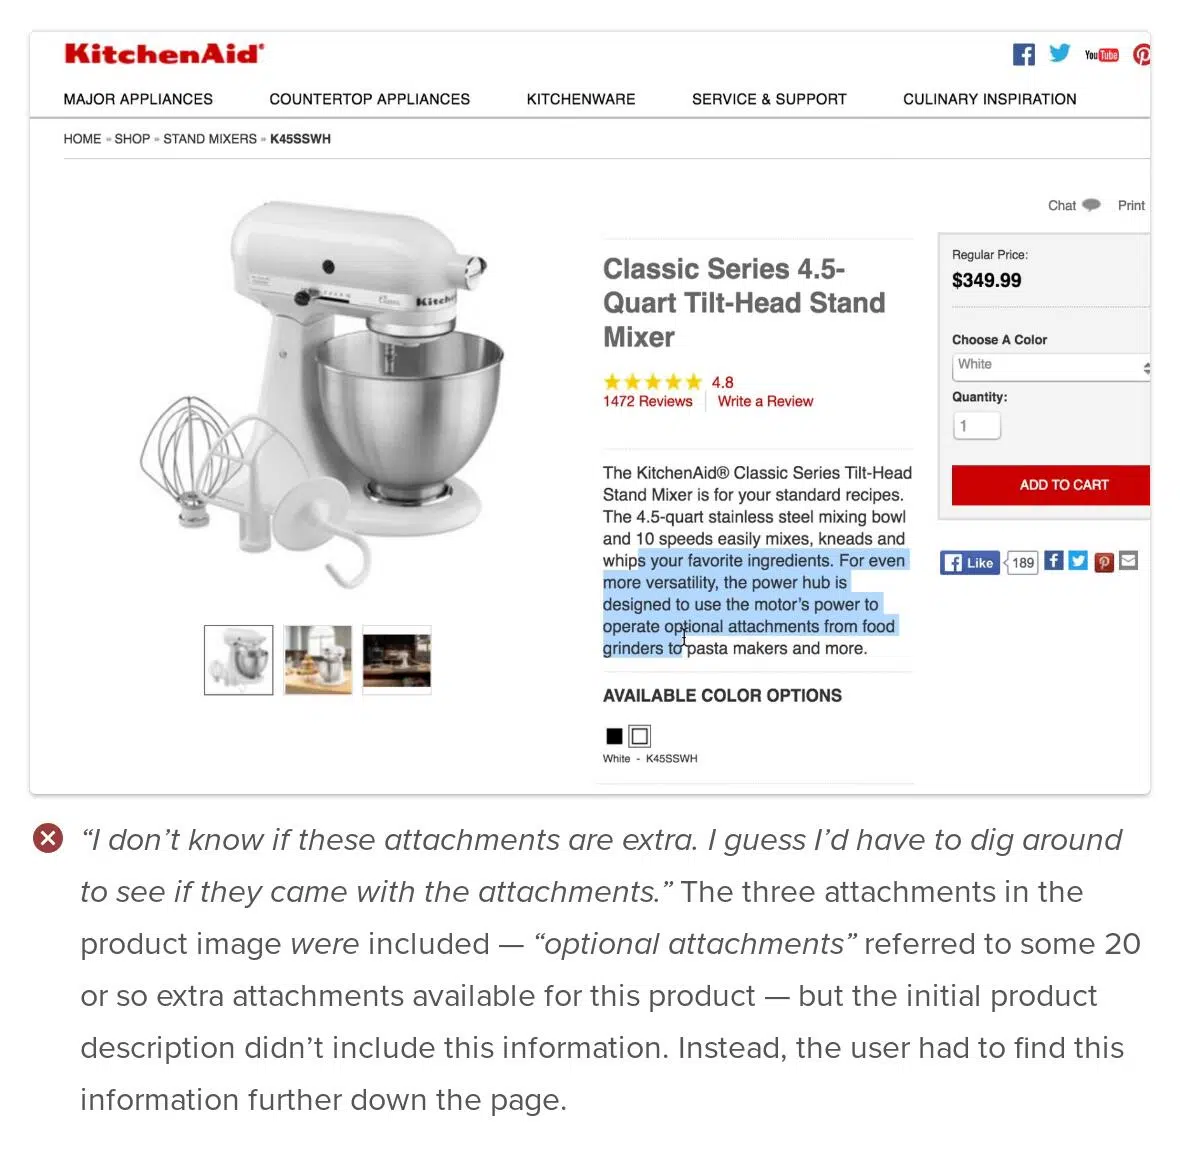 KitchenAid
You Tube
MAJOR APPLIANCES COUNTERTOP APPLIANCES KITCHENWARE SERVICE & SUPPORT CULINARY INSPIRATION
HOME » SHOP » STAND MIXERS » K45SSWH
Chat Print
Classic Series 4.5-
Quart Tilt-Head Stand
Mixer
4.8
1472 Reviews Write a Review
The KitchenAid® Classic Series Tilt-Head
Stand Mixer is for your standard recipes.
The 4.5-quart stainless steel mixing bowl
and 10 speeds easily mixes, kneads and
whips your favorite ingredients. For even
more versatility, the power hub is
designed to use the motor's power to
operate optional attachments from food
grinders to pasta makers and more.
AVAILABLE COLOR OPTIONS
White - K45SSWH
Regular Price:
$349.99
Choose A Color
White
Quantity:
1
ADD TO CART
Like 189
“I don’t know if these attachments are extra. I guess I’d have to dig around
to see if they came with the attachments.” The three attachments in the
product image were included — “optional attachments” referred to some 20
or so extra attachments available for this product — but the initial product
description didn’t include this information. Instead, the user had to find this
information further down the page.